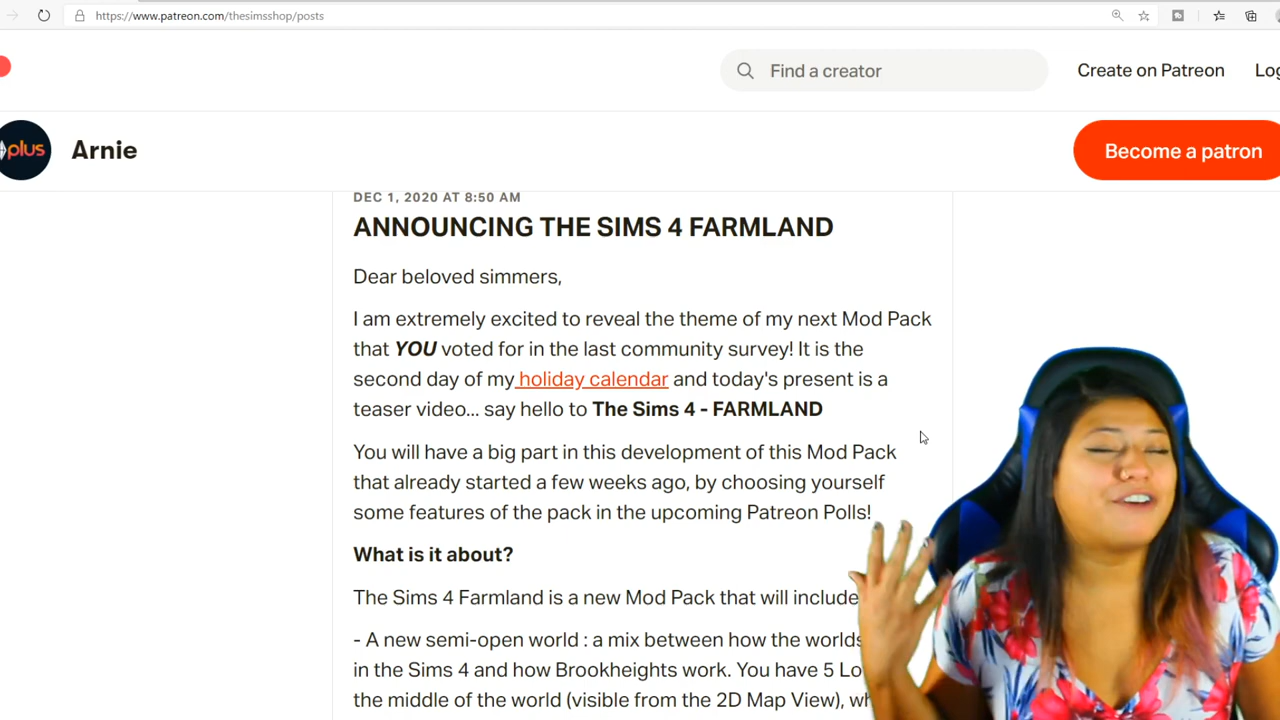 https://www.patreon.com/thesimsshop/posts
Find a creator
Create on Patreon
plus
Arnie
Become a patron
DEC 1, 2020 AT 8:50 AM
ANNOUNCING THE SIMS 4 FARMLAND
Dear beloved simmers,
I am extremely excited to reveal the theme of my next Mod Pack
that YOU voted for in the last community survey! It is the
second day of my holiday calendar and today's present is a
teaser video... say hello to The Sims 4 - FARMLAND
You will have a big part in this development of this Mod Pack
that already started a few weeks ago, by choosing yourself
some features of the pack in the upcoming Patreon Polls!
What is it about?
The Sims 4 Farmland is a new Mod Pack that will include
- A new semi-open world : a mix between how the worlds
in the Sims 4 and how Brookheights work. You have 5
the middle of the world (visible from the 2D Map View),